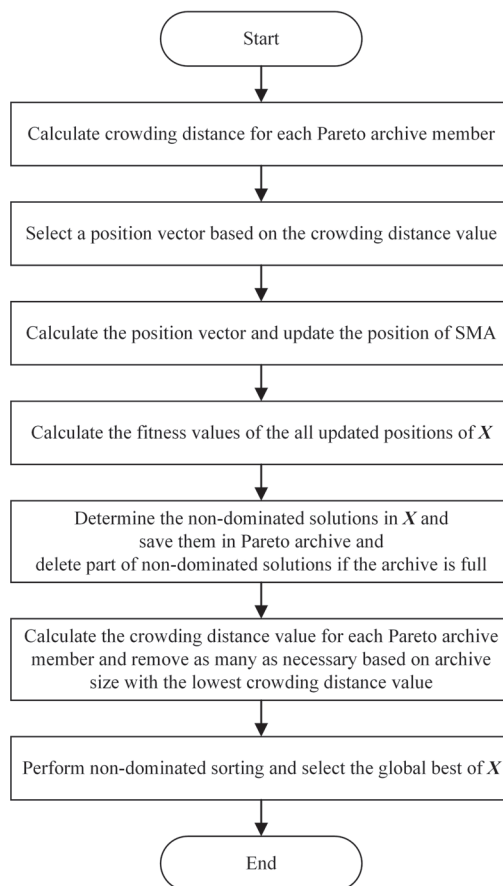 Start
Calculate crowding distance for each Pareto archive member
Select a position vector based on the crowding distance value
Calculate the position vector and update the position of SMA
Calculate the fitness values of the all updated positions of X
Determine the non-dominated solutions in X and
save them in Pareto archive and
delete part of non-dominated solutions if the archive is full
Calculate the crowding distance value for each Pareto archive
member and remove as many as necessary based on archive
size with the lowest crowding distance value
Perform non-dominated sorting and select the global best of X
End